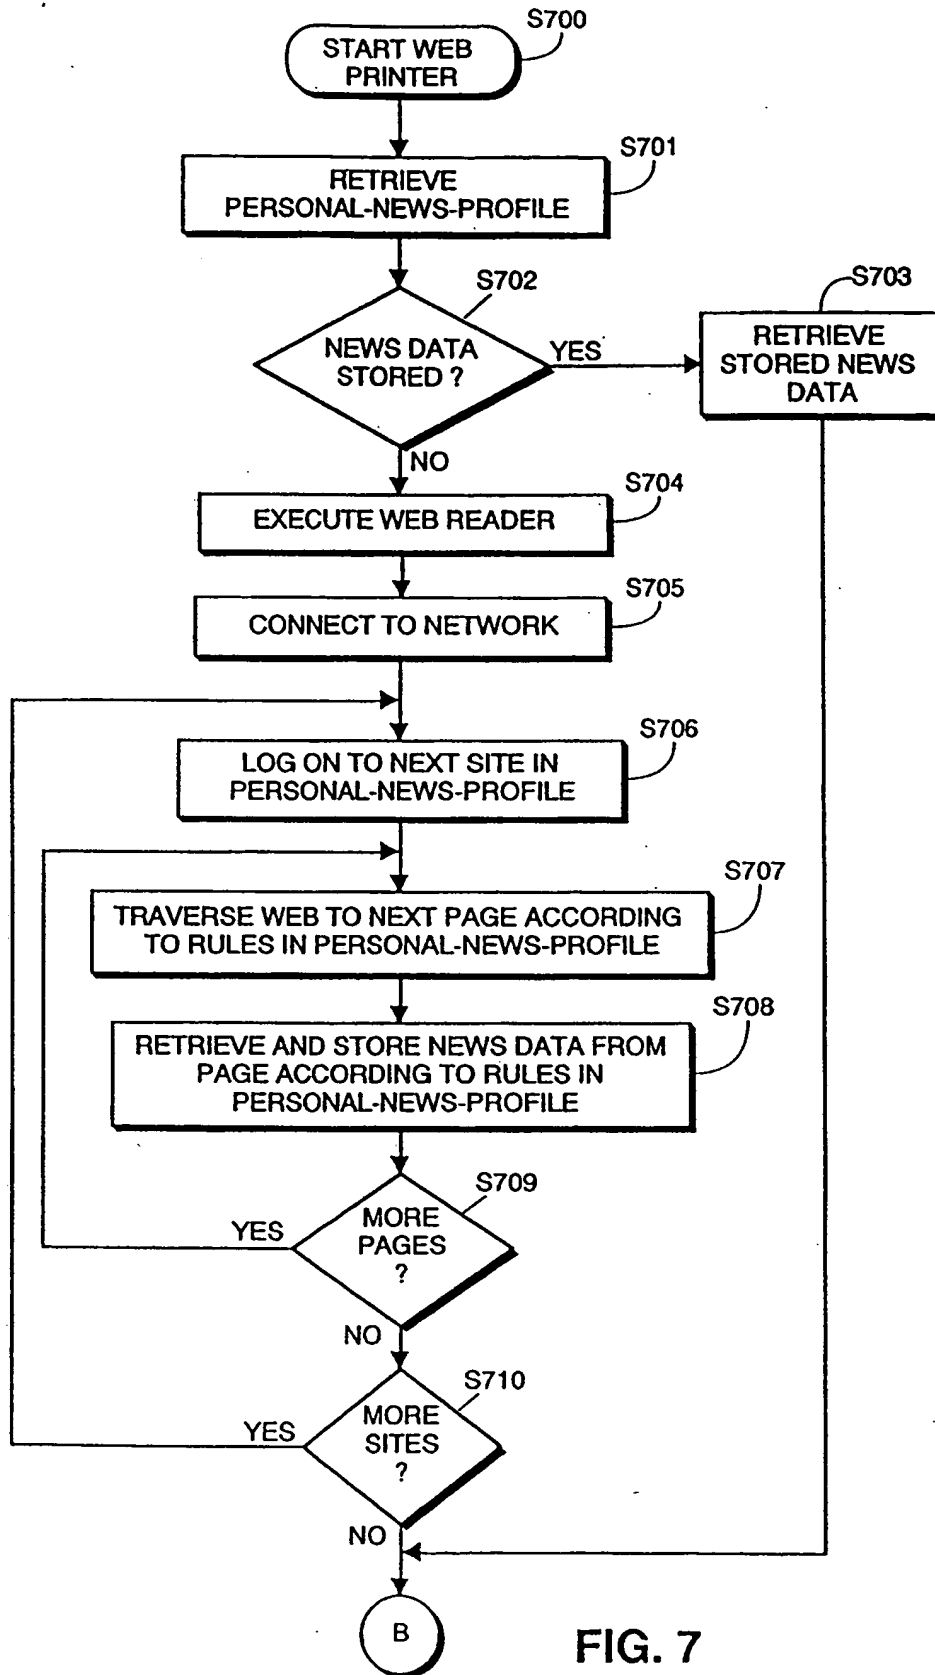 S700
START WEB
PRINTER
S701
RETRIEVE
PERSONAL-NEWS-PROFILE
S702
NEWS DATA
STORED ?
YES
S703
RETRIEVE
STORED NEWS
DATA
NO
S704
EXECUTE WEB READER
S705
CONNECT TO NETWORK
S706
LOG ON TO NEXT SITE IN
PERSONAL-NEWS-PROFILE
S707
TRAVERSE WEB TO NEXT PAGE ACCORDING
TO RULES IN PERSONAL-NEWS-PROFILE
S708
RETRIEVE AND STORE NEWS DATA FROM
PAGE ACCORDING TO RULES IN
PERSONAL-NEWS-PROFILE
S709
MORE
PAGES
?
YES
NO
S710
MORE
SITES
?
YES
NO
B
FIG. 7